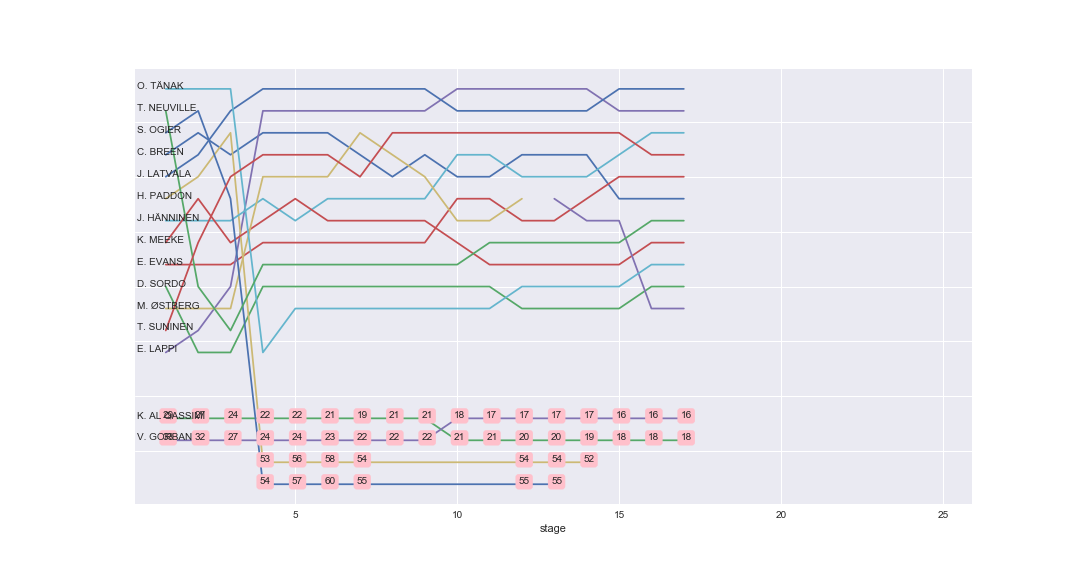 O. TÄNAK
T. NEUVILLE
S. OGIER
C. BREEN
J. LATVALA
H. PADDON
J. HÄNNINEN
K. MEEKE
E. EVANS
D. SORDO
M. ØSTBERG
T. SUNINEN
E. LAPPI
K. AL QASSIMI 24 22 22 21 19 21 21 18 17 17 17 17 16 16 16
V. GORBAN 32 27 24 24 23 22 22 22 21 21 20 20 19 18 18 18
53 56 58 54 54 54 52
54 57 60 55 55 55
5 10 15 20 25
stage